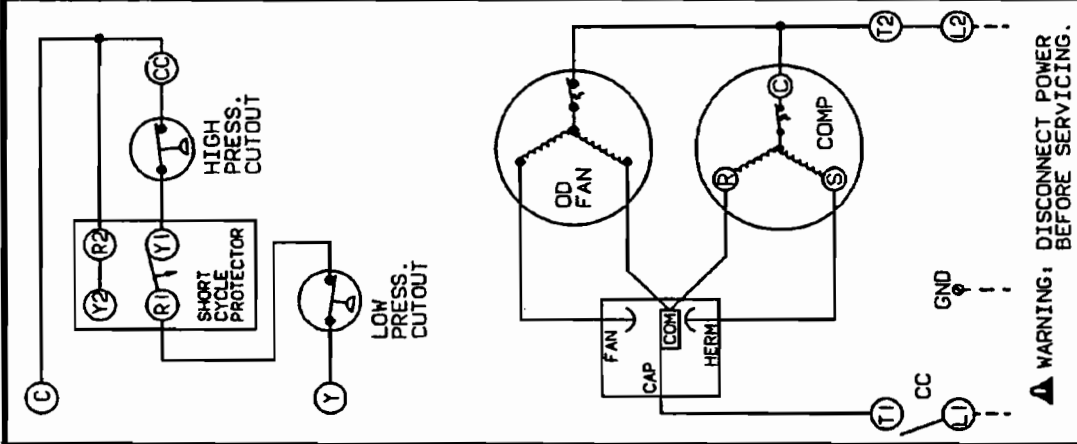 C
CC
HIGH
PRESS.
CUTOUT
Y2 R2
R1 Y1
SHORT
CYCLE
PROTECTOR
LOW
PRESS.
CUTOUT
Y
OD
FAN
C
R
S
COMP
T2
L2
FAN
COM
HERM
CAP
T1
CC
L1
GND
WARNING: DISCONNECT POWER
BEFORE SERVICING.